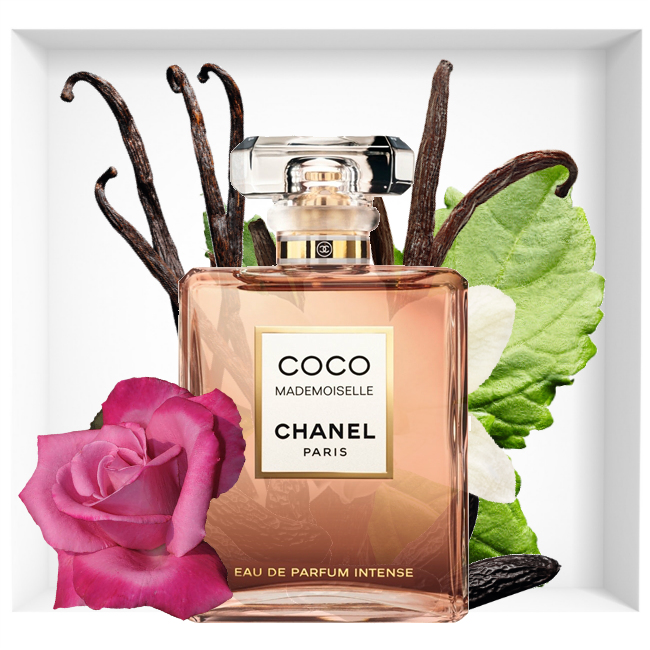 COCO
MADEMOISELLE
CHANEL
PARIS
EAU DE PARFUM INTENSE